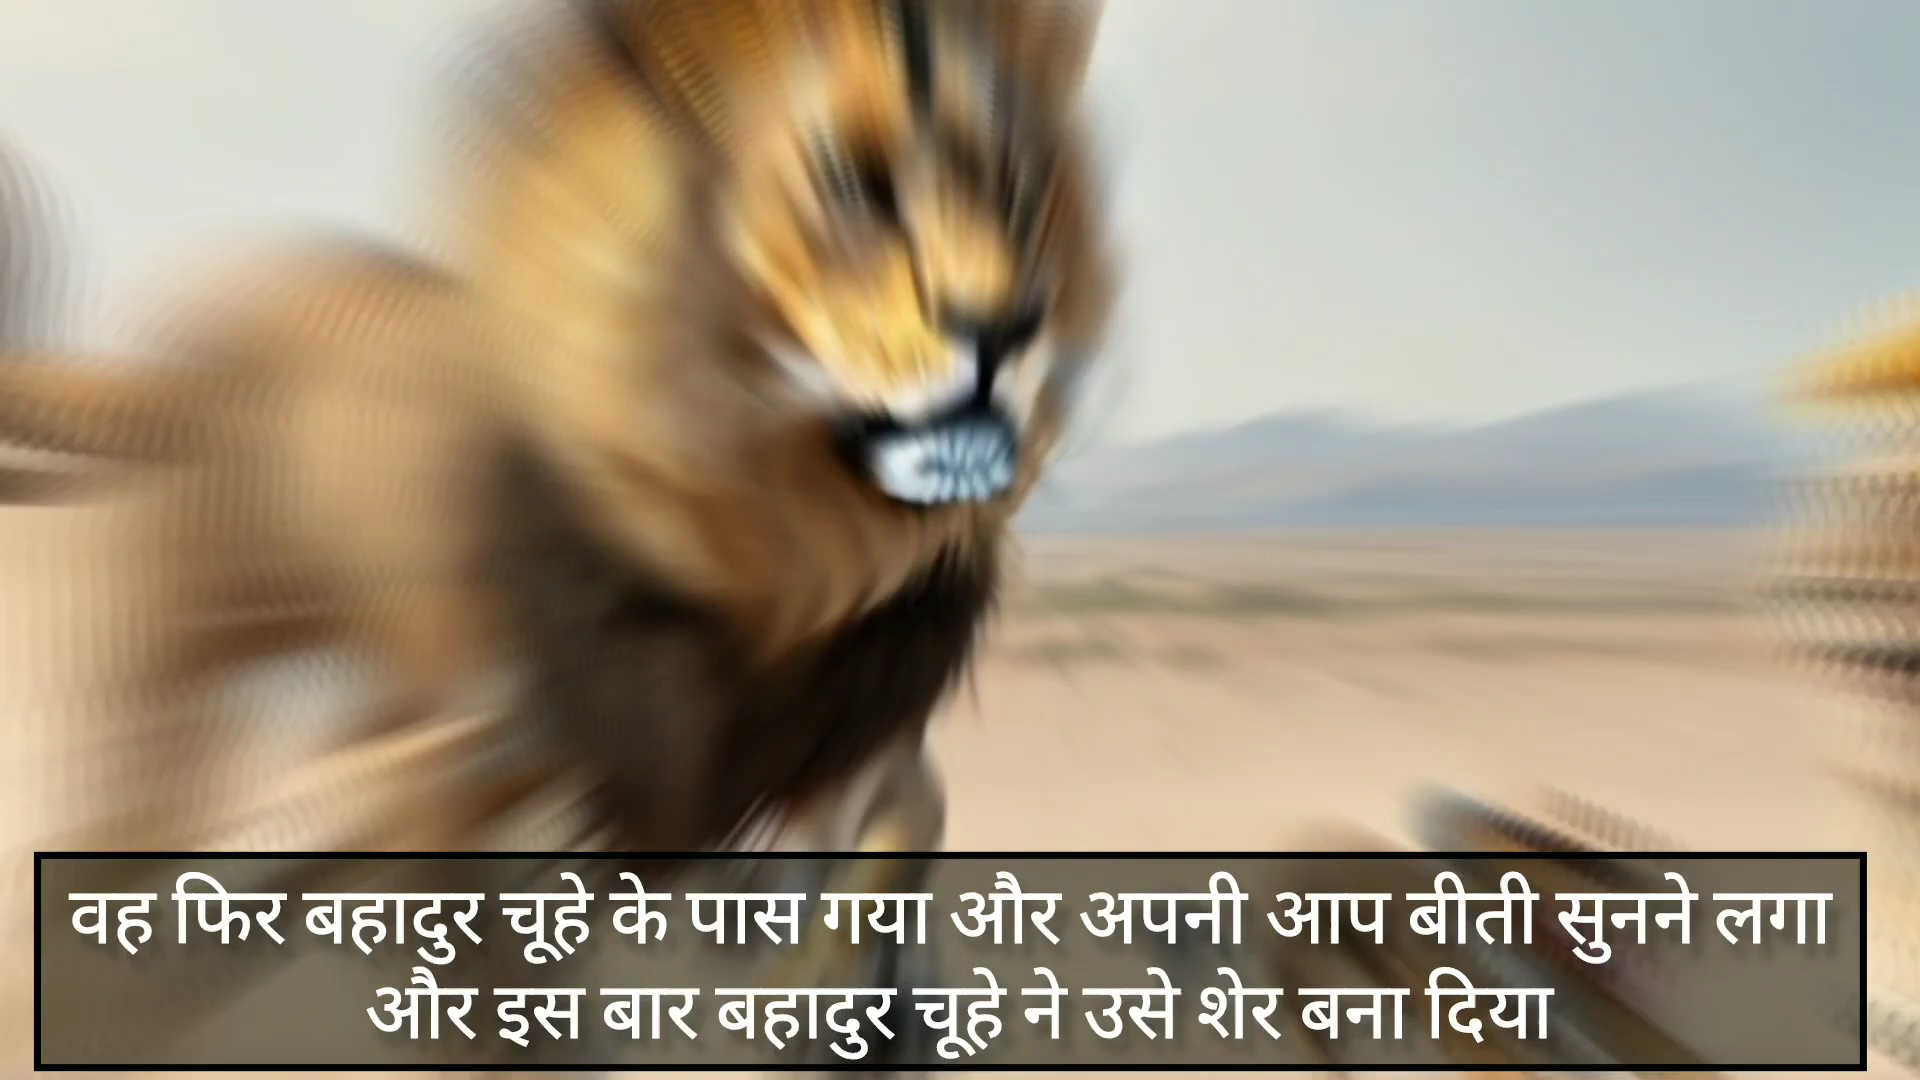 वह फिर बहादुर चूहे के पास गया और अपनी आप बीती सुनने लगा
और इस बार बहादुर चूहे ने उसे शेर बना दिया